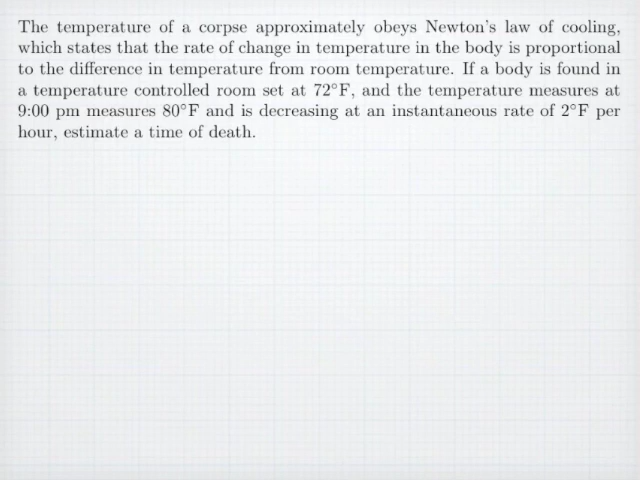 The temperature of a corpse approximately obeys Newton's law of cooling,
which states that the rate of change in temperature in the body is proportional
to the difference in temperature from room temperature. If a body is found in
a temperature controlled room set at 72°F, and the temperature measures at
9:00 pm measures 80°F and is decreasing at an instantaneous rate of 2°F per
hour, estimate a time of death.